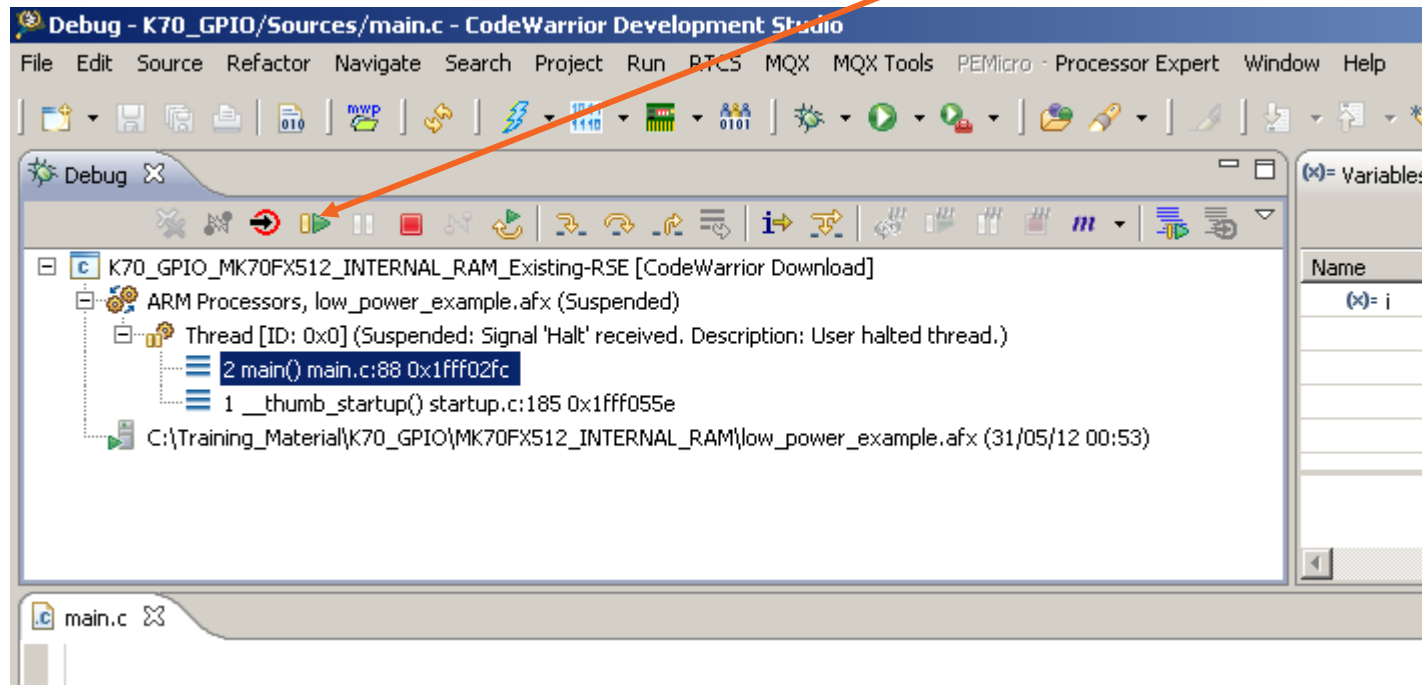 Debug - K70_GPIO/Sources/main.c - CodeWarrior Development Studio
File Edit Source Refactor Navigate Search Project Run RTCS MQX MQX Tools PEMicro - Processor Expert Window Help
Debug
(x)= Variables
Name
K70_GPIO_MK70FX512_INTERNAL_RAM_Existing-RSE [CodeWarrior Download]
(x)= i
ARM Processors, low_power_example.afx (Suspended)
Thread [ID: 0x0] (Suspended: Signal 'Halt' received. Description: User halted thread.)
2 main() main.c:88 0x1fff02fc
1 __thumb_startup() startup.c:185 0x1fff055e
C:\Training_Material\K70_GPIO\MK70FX512_INTERNAL_RAM\low_power_example.afx (31/05/12 00:53)
main.c